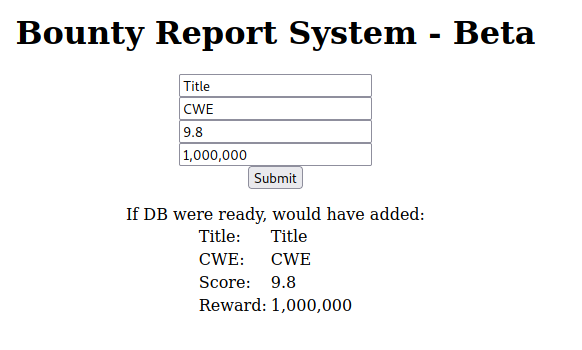 Bounty Report System - Beta
Title
CWE
9.8
1,000,000
Submit
If DB were ready, would have added:
Title: Title
CWE: CWE
Score: 9.8
Reward: 1,000,000